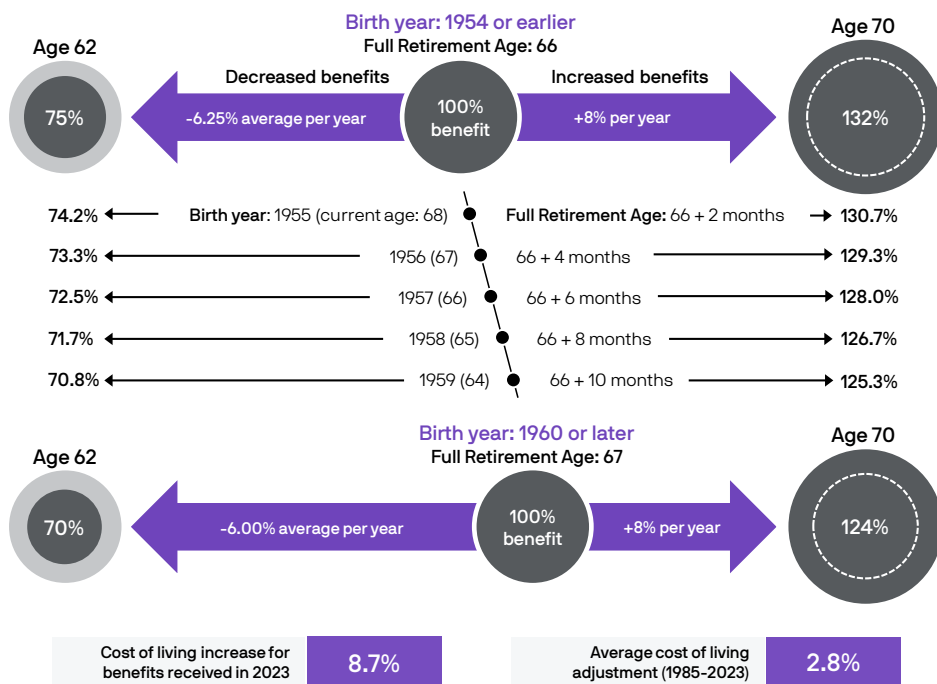 Birth year: 1954 or earlier
Full Retirement Age: 66
Age 62
Age 70
Decreased benefits
Increased benefits
75%
-6.25% average per year
100%
benefit
+8% per year
132%
74.2%
Birth year: 1955 (current age: 68)
Full Retirement Age: 66 + 2 months
130.7%
73.3%
1956 (67)
66 + 4 months
129.3%
72.5%
1957 (66)
66 + 6 months
128.0%
71.7%
1958 (65)
66 + 8 months
126.7%
70.8%
1959 (64)
66 + 10 months
125.3%
Birth year: 1960 or later
Full Retirement Age: 67
Age 62
Age 70
70%
-6.00% average per year
100%
benefit
+8% per year
124%
Cost of living increase for
benefits received in 2023
8.7%
Average cost of living
adjustment (1985-2023)
2.8%